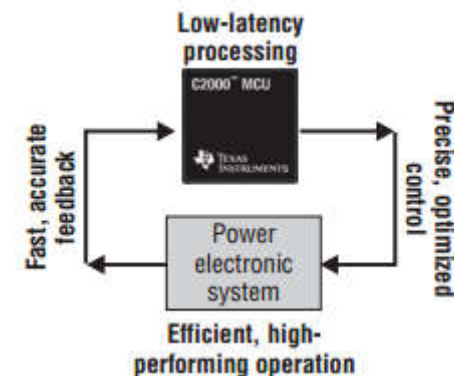 Low-latency
processing
C2000™ MCU
TEXAS
INSTRUMENTS
Fast, accurate
feedback
Precise, optimized
control
Power
electronic
system
Efficient, high-
performing operation